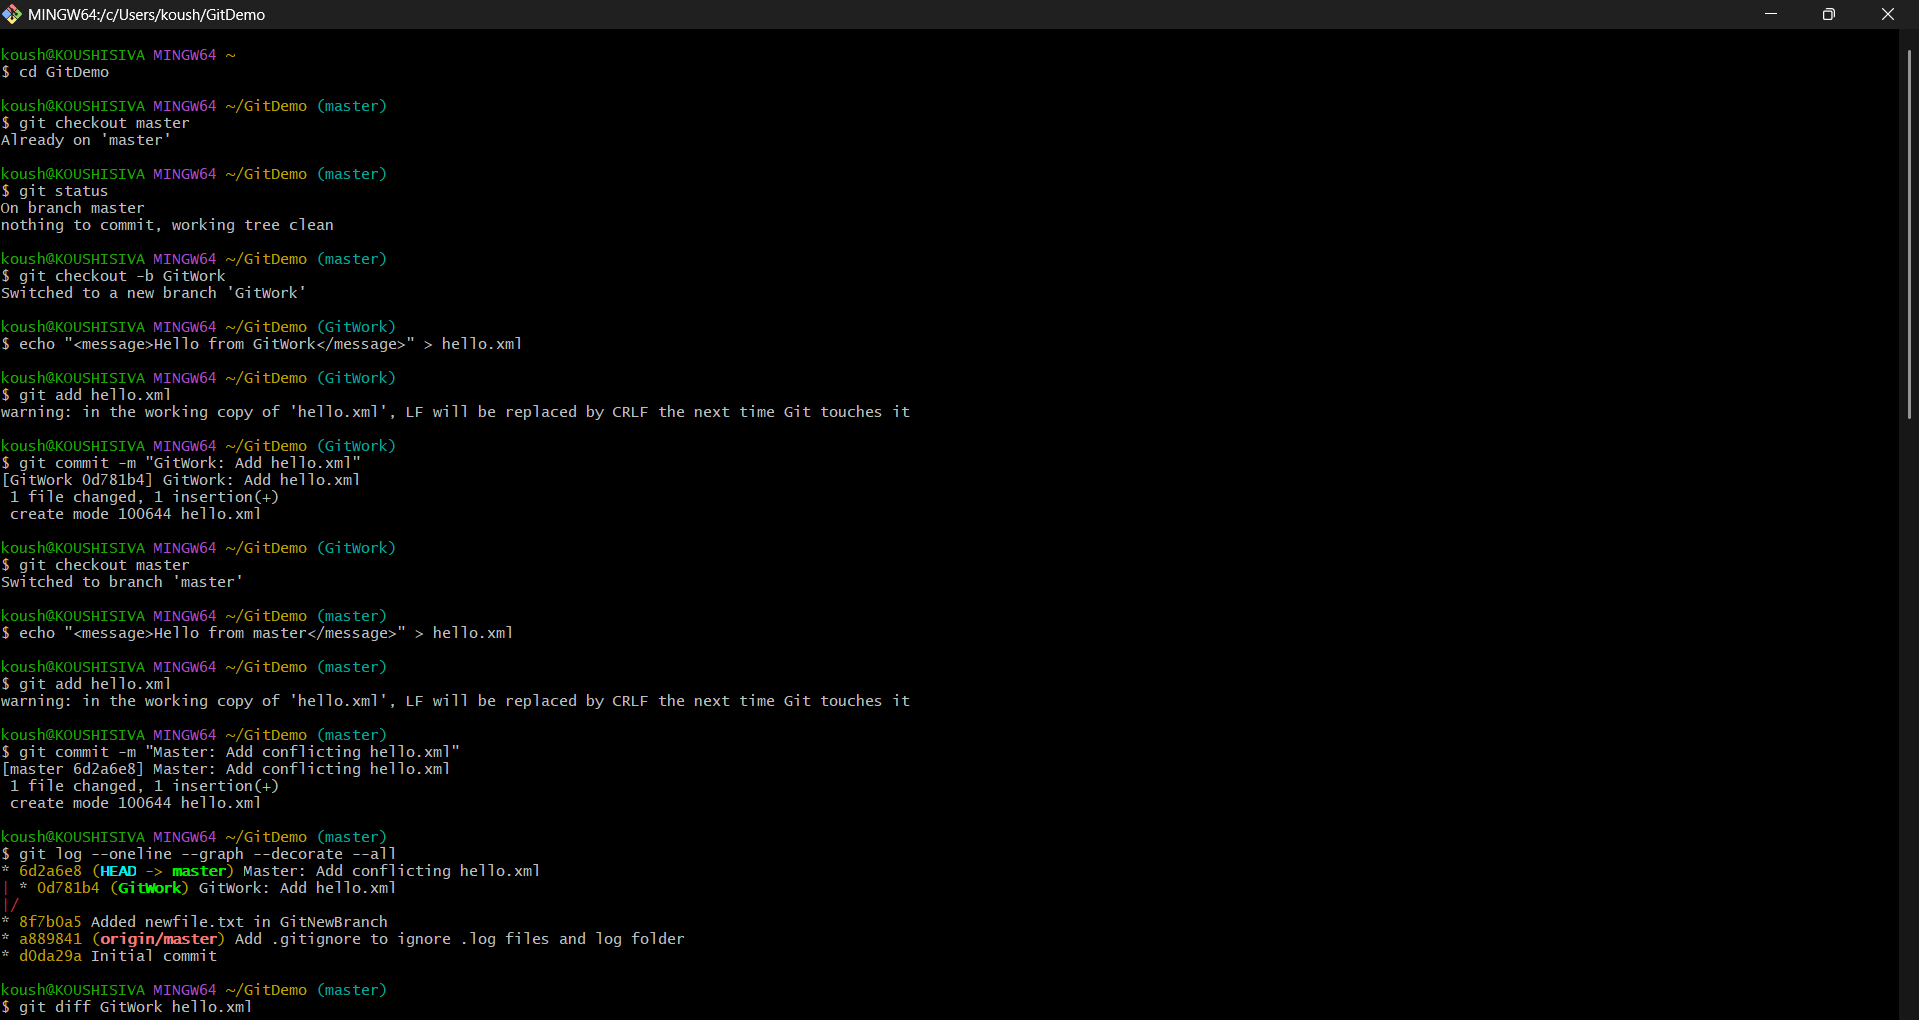 MINGW64:/c/Users/koush/GitDemo
koush@KOUSHISIVA MINGW64 ~
$ cd GitDemo
koush@KOUSHISIVA MINGW64 ~/GitDemo (master)
$ git checkout master
Already on 'master'
koush@KOUSHISIVA MINGW64 ~/GitDemo (master)
$ git status
On branch master
nothing to commit, working tree clean
koush@KOUSHISIVA MINGW64 ~/GitDemo (master)
$ git checkout -b GitWork
Switched to a new branch 'GitWork'
koush@KOUSHISIVA MINGW64 ~/GitDemo (GitWork)
$ echo "<message>Hello from GitWork</message>" > hello.xml
koush@KOUSHISIVA MINGW64 ~/GitDemo (GitWork)
$ git add hello.xml
warning: in the working copy of 'hello.xml', LF will be replaced by CRLF the next time Git touches it
koush@KOUSHISIVA MINGW64 ~/GitDemo (GitWork)
$ git commit -m "GitWork: Add hello.xml"
[GitWork 0d781b4] GitWork: Add hello.xml
 1 file changed, 1 insertion(+)
 create mode 100644 hello.xml
koush@KOUSHISIVA MINGW64 ~/GitDemo (GitWork)
$ git checkout master
Switched to branch 'master'
koush@KOUSHISIVA MINGW64 ~/GitDemo (master)
$ echo "<message>Hello from master</message>" > hello.xml
koush@KOUSHISIVA MINGW64 ~/GitDemo (master)
$ git add hello.xml
warning: in the working copy of 'hello.xml', LF will be replaced by CRLF the next time Git touches it
koush@KOUSHISIVA MINGW64 ~/GitDemo (master)
$ git commit -m "Master: Add conflicting hello.xml"
[master 6d2a6e8] Master: Add conflicting hello.xml
 1 file changed, 1 insertion(+)
 create mode 100644 hello.xml
koush@KOUSHISIVA MINGW64 ~/GitDemo (master)
$ git log --oneline --graph --decorate --all
* 6d2a6e8 (HEAD -> master) Master: Add conflicting hello.xml
| * 0d781b4 (GitWork) GitWork: Add hello.xml
|/
* 8f7b0a5 Added newfile.txt in GitNewBranch
* a889841 (origin/master) Add .gitignore to ignore .log files and log folder
* d0da29a Initial commit
koush@KOUSHISIVA MINGW64 ~/GitDemo (master)
$ git diff GitWork hello.xml